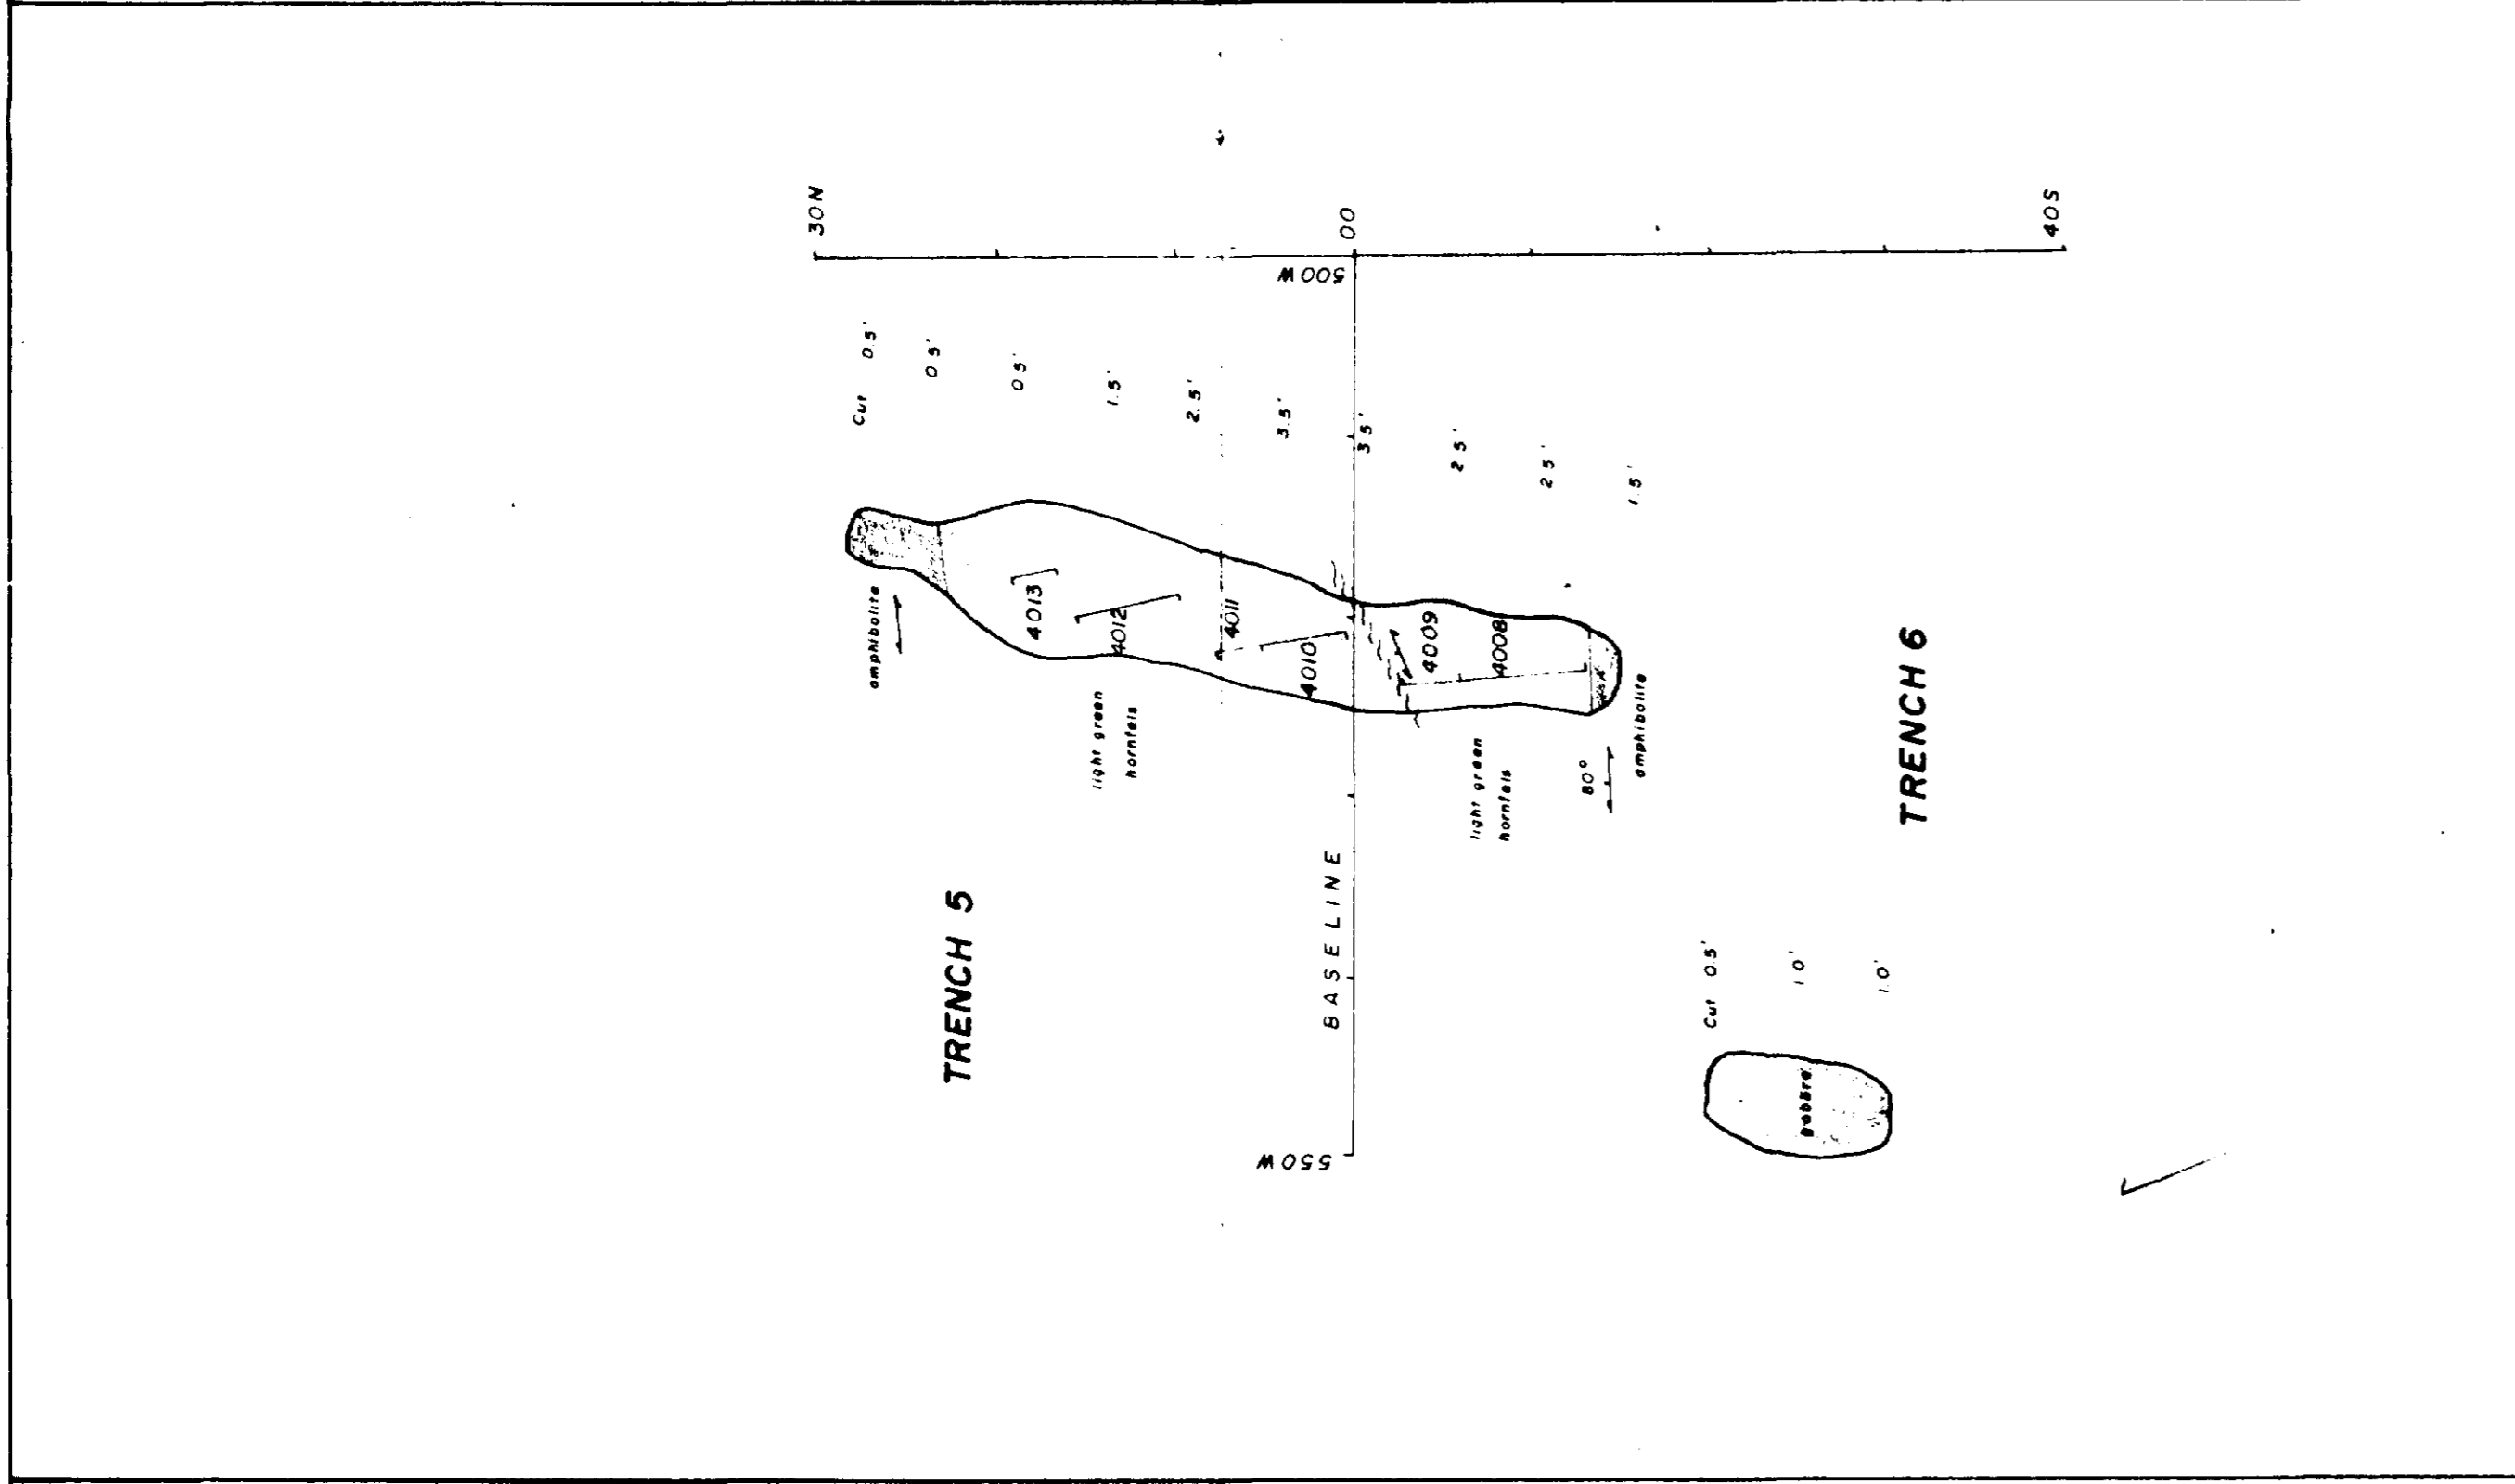 30N
00
40S
500W
Cut 0.5'
0.5'
0.5'
1.5'
2.5'
3.5'
3.5'
2.5'
2.5'
1.5'
amphibolite
4013
4012
4011
4010
4009
4008
light green
hornfels
light green
hornfels
80°
amphibolite
TRENCH 5
BASELINE
550W
TRENCH 6
Cut 0.5'
1.0'
1.0'
gabbro